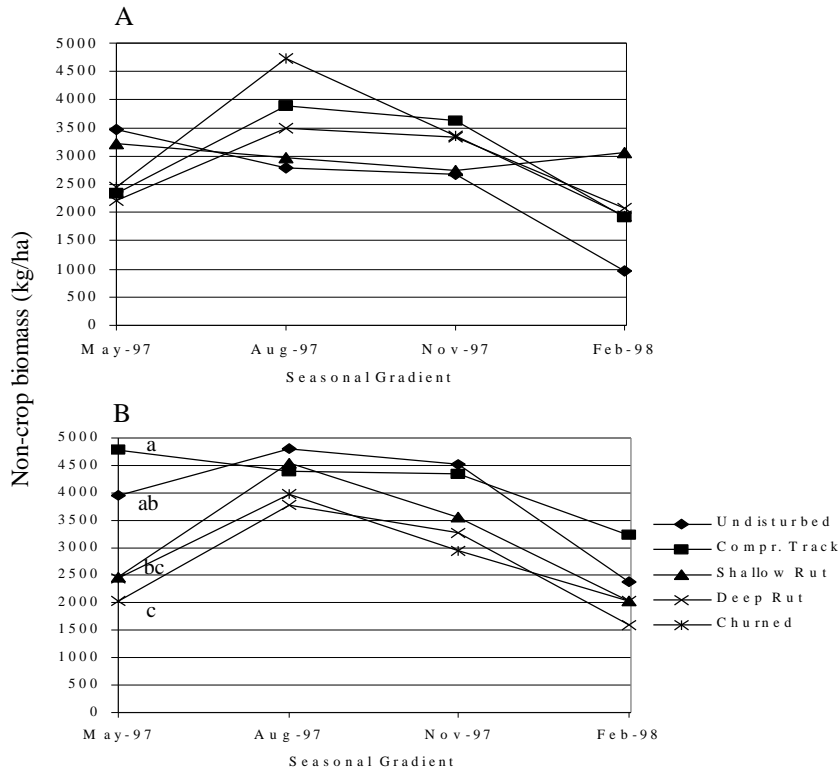 A
5000
4500
4000
3500
3000
2500
2000
1500
1000
500
0
May-97 Aug-97 Nov-97 Feb-98
Seasonal Gradient
Non-crop biomass (kg/ha)
B
5000
4500
4000
3500
3000
2500
2000
1500
1000
500
0
a
ab
bc
c
May-97 Aug-97 Nov-97 Feb-98
Seasonal Gradient
Undisturbed
Compr. Track
Shallow Rut
Deep Rut
Churned